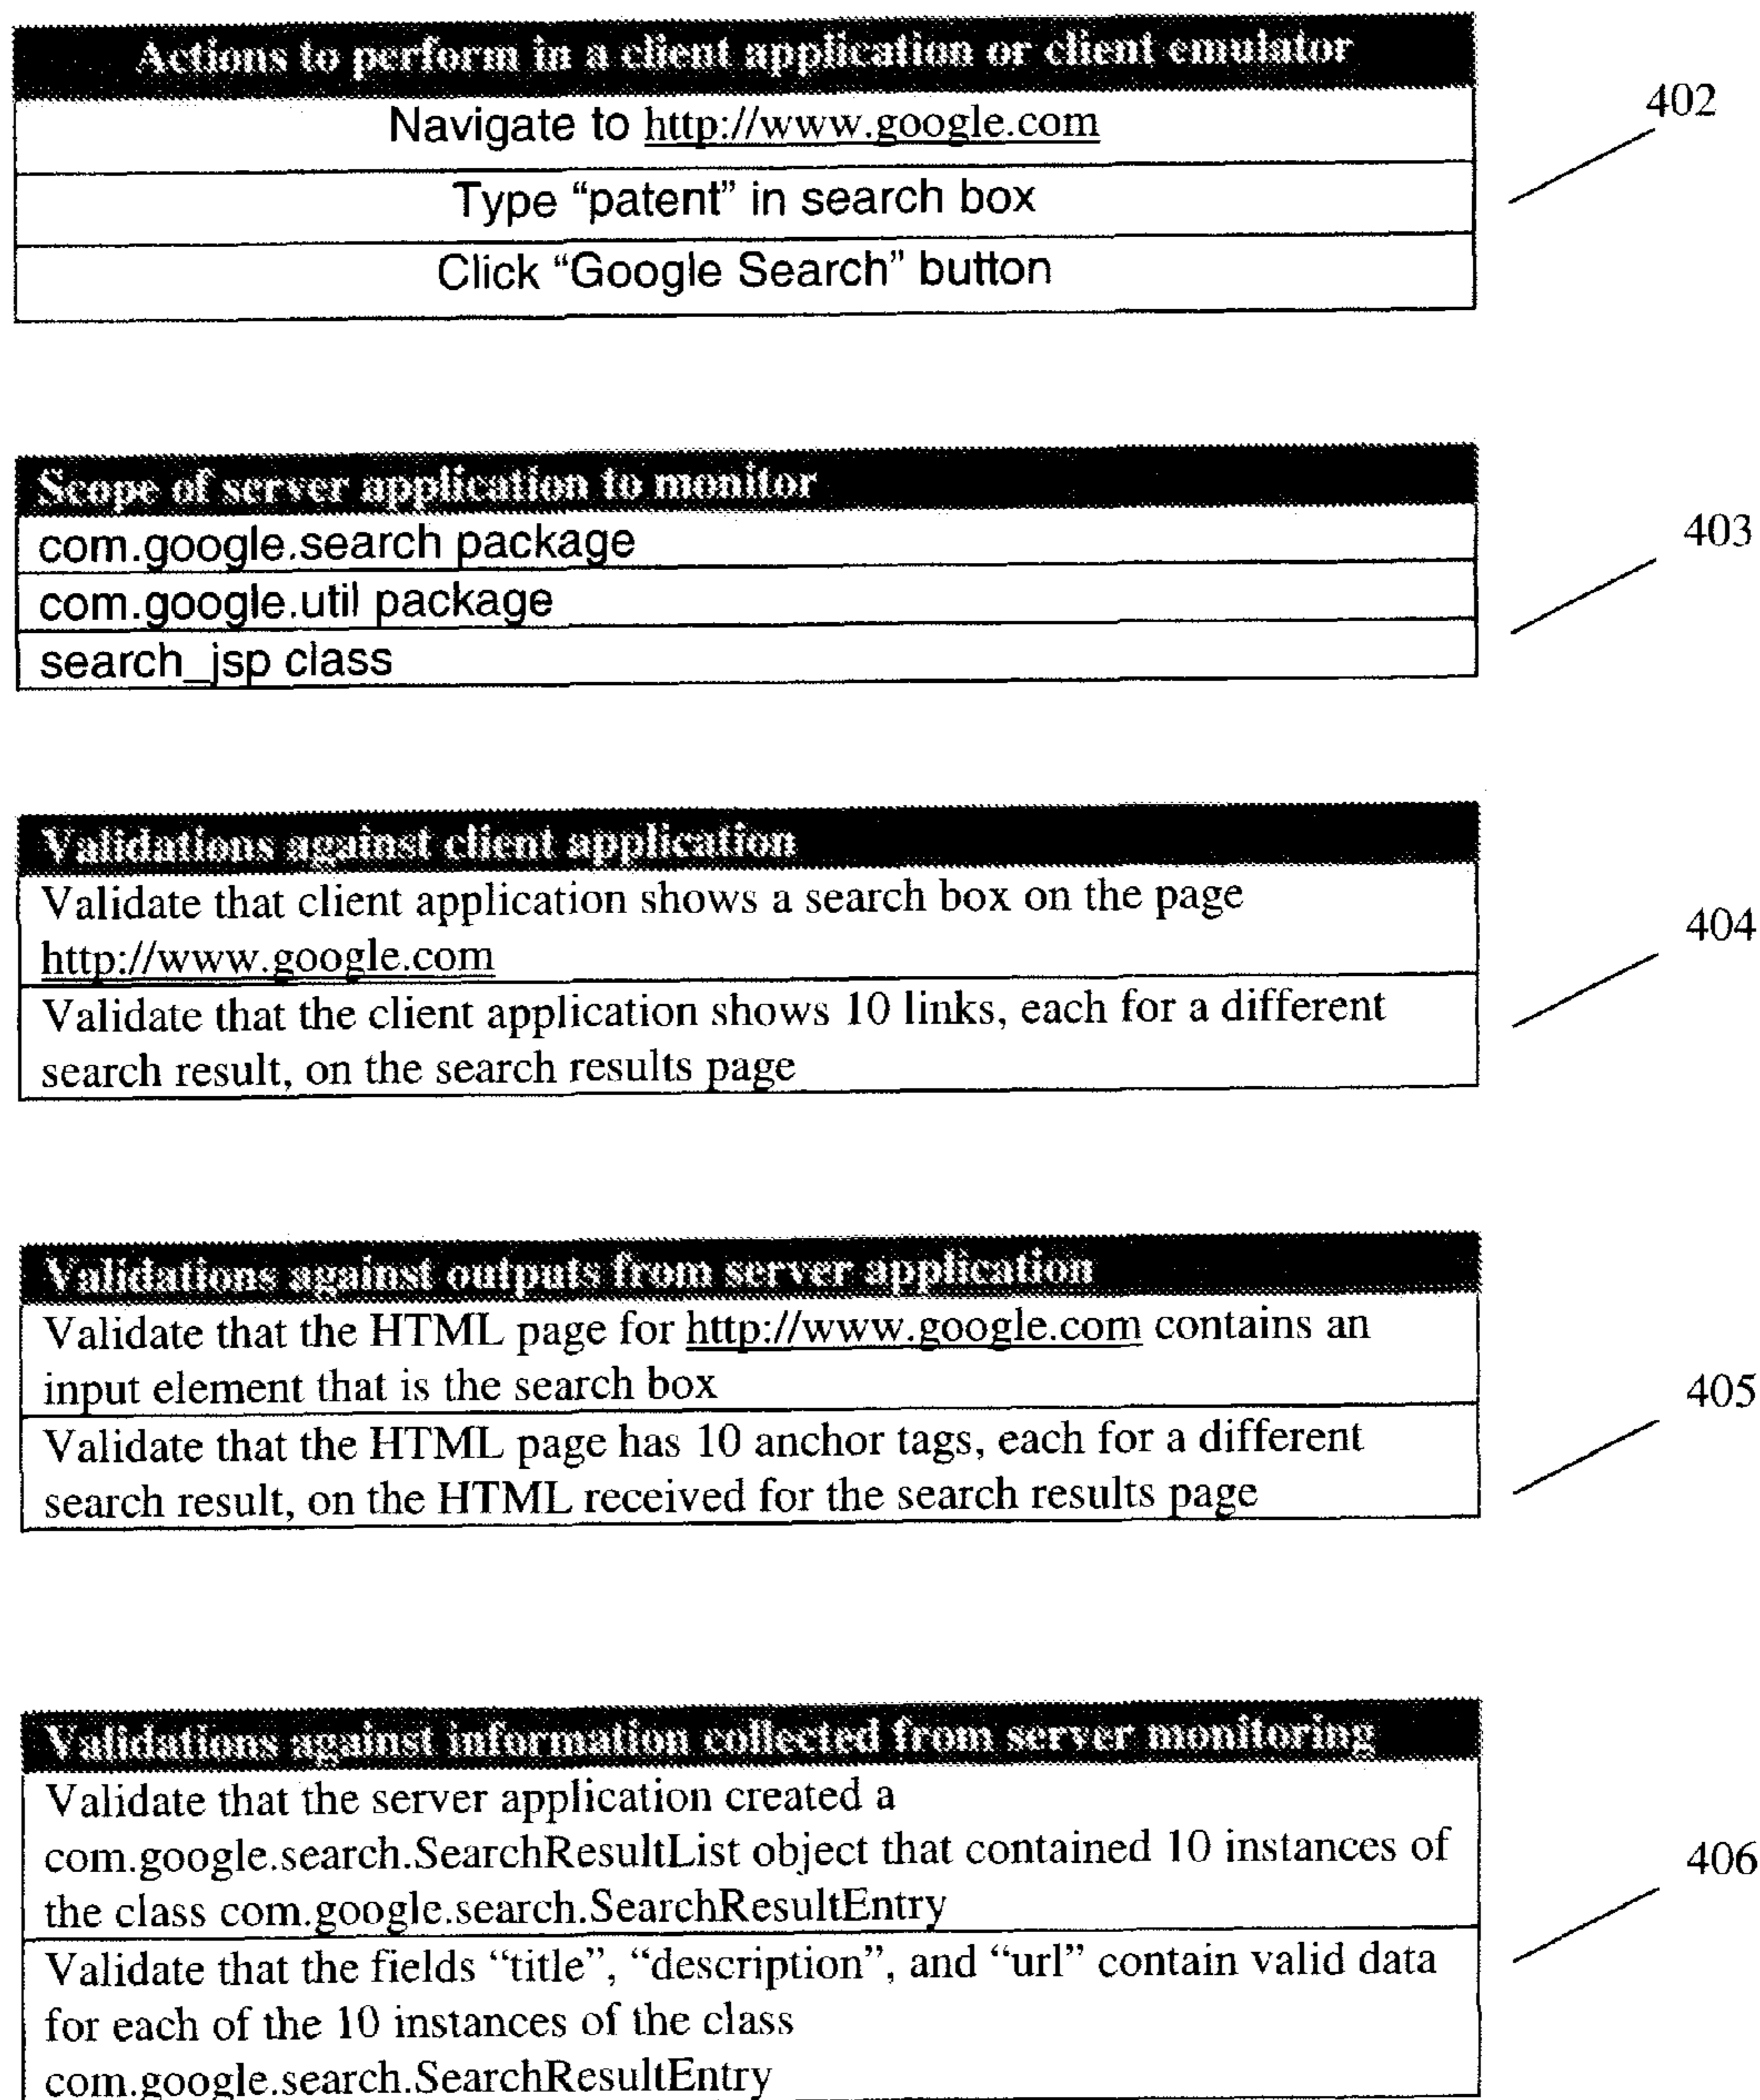 Actions to perform in a client application or client emulator
Navigate to http://www.google.com
402
Type “patent” in search box
Click “Google Search” button
Scope of server application to monitor
com.google.search package
403
com.google.util package
search_jsp class
Validations against client application
Validate that client application shows a search box on the page
404
http://www.google.com
Validate that the client application shows 10 links, each for a different
search result, on the search results page
Validations against outputs from server application
Validate that the HTML page for http://www.google.com contains an
input element that is the search box
405
Validate that the HTML page has 10 anchor tags, each for a different
search result, on the HTML received for the search results page
Validations against information collected from server monitoring
Validate that the server application created a
com.google.search.SearchResultList object that contained 10 instances of
406
the class com.google.search.SearchResultEntry
Validate that the fields “title”, “description”, and “url” contain valid data
for each of the 10 instances of the class
com.google.search.SearchResultEntry